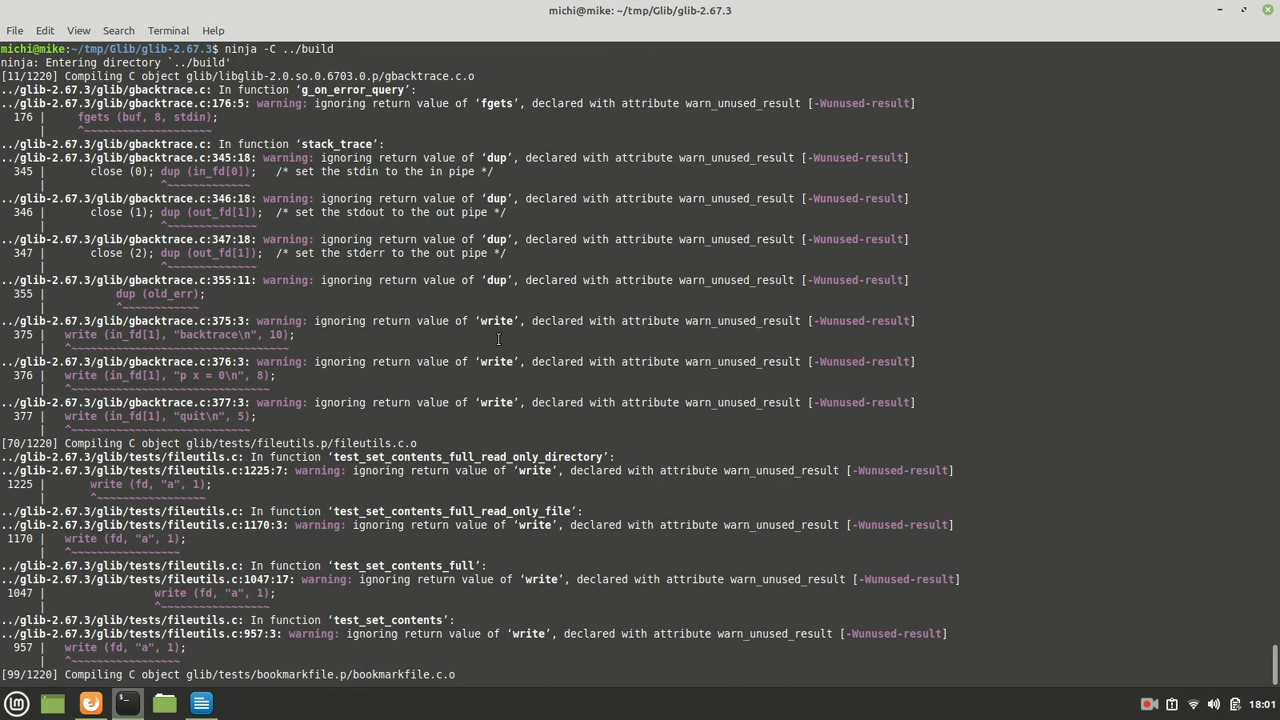 michi@mike: ~/tmp/Glib/glib-2.67.3
File Edit View Search Terminal Help
michi@mike:~/tmp/Glib/glib-2.67.3$ ninja -C ../build
ninja: Entering directory `../build'
[11/1220] Compiling C object glib/libglib-2.0.so.0.6703.0.p/gbacktrace.c.o
../glib-2.67.3/glib/gbacktrace.c: In function ‘g_on_error_query’:
../glib-2.67.3/glib/gbacktrace.c:176:5: warning: ignoring return value of ‘fgets’, declared with attribute warn_unused_result [-Wunused-result]
  176 |     fgets (buf, 8, stdin);
      |     ^~~~~~~~~~~~~~~~~~~~~
../glib-2.67.3/glib/gbacktrace.c: In function ‘stack_trace’:
../glib-2.67.3/glib/gbacktrace.c:345:18: warning: ignoring return value of ‘dup’, declared with attribute warn_unused_result [-Wunused-result]
  345 |       close (0); dup (in_fd[0]);   /* set the stdin to the in pipe */
      |                  ^~~~~~~~~~~~~~
../glib-2.67.3/glib/gbacktrace.c:346:18: warning: ignoring return value of ‘dup’, declared with attribute warn_unused_result [-Wunused-result]
  346 |       close (1); dup (out_fd[1]);  /* set the stdout to the out pipe */
      |                  ^~~~~~~~~~~~~~~
../glib-2.67.3/glib/gbacktrace.c:347:18: warning: ignoring return value of ‘dup’, declared with attribute warn_unused_result [-Wunused-result]
  347 |       close (2); dup (out_fd[1]);  /* set the stderr to the out pipe */
      |                  ^~~~~~~~~~~~~~~
../glib-2.67.3/glib/gbacktrace.c:355:11: warning: ignoring return value of ‘dup’, declared with attribute warn_unused_result [-Wunused-result]
  355 |           dup (old_err);
      |           ^~~~~~~~~~~~~
../glib-2.67.3/glib/gbacktrace.c:375:3: warning: ignoring return value of ‘write’, declared with attribute warn_unused_result [-Wunused-result]
  375 |   write (in_fd[1], "backtrace\n", 10);
      |   ^~~~~~~~~~~~~~~~~~~~~~~~~~~~~~~~~~~
../glib-2.67.3/glib/gbacktrace.c:376:3: warning: ignoring return value of ‘write’, declared with attribute warn_unused_result [-Wunused-result]
  376 |   write (in_fd[1], "p x = 0\n", 8);
      |   ^~~~~~~~~~~~~~~~~~~~~~~~~~~~~~~~
../glib-2.67.3/glib/gbacktrace.c:377:3: warning: ignoring return value of ‘write’, declared with attribute warn_unused_result [-Wunused-result]
  377 |   write (in_fd[1], "quit\n", 5);
      |   ^~~~~~~~~~~~~~~~~~~~~~~~~~~~~
[70/1220] Compiling C object glib/tests/fileutils.p/fileutils.c.o
../glib-2.67.3/glib/tests/fileutils.c: In function ‘test_set_contents_full_read_only_directory’:
../glib-2.67.3/glib/tests/fileutils.c:1225:7: warning: ignoring return value of ‘write’, declared with attribute warn_unused_result [-Wunused-result]
 1225 |       write (fd, "a", 1);
      |       ^~~~~~~~~~~~~~~~~~
../glib-2.67.3/glib/tests/fileutils.c: In function ‘test_set_contents_full_read_only_file’:
../glib-2.67.3/glib/tests/fileutils.c:1170:3: warning: ignoring return value of ‘write’, declared with attribute warn_unused_result [-Wunused-result]
 1170 |   write (fd, "a", 1);
      |   ^~~~~~~~~~~~~~~~~~
../glib-2.67.3/glib/tests/fileutils.c: In function ‘test_set_contents_full’:
../glib-2.67.3/glib/tests/fileutils.c:1047:17: warning: ignoring return value of ‘write’, declared with attribute warn_unused_result [-Wunused-result]
 1047 |                 write (fd, "a", 1);
      |                 ^~~~~~~~~~~~~~~~~~
../glib-2.67.3/glib/tests/fileutils.c: In function ‘test_set_contents’:
../glib-2.67.3/glib/tests/fileutils.c:957:3: warning: ignoring return value of ‘write’, declared with attribute warn_unused_result [-Wunused-result]
  957 |   write (fd, "a", 1);
      |   ^~~~~~~~~~~~~~~~~~
[99/1220] Compiling C object glib/tests/bookmarkfile.p/bookmarkfile.c.o
18:01